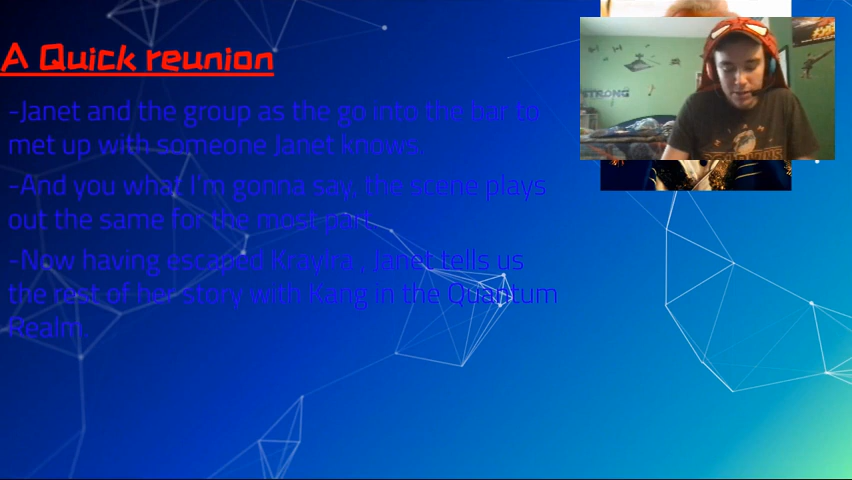 A Quick reunion
-Janet and the group as the go into the bar to
met up with someone Janet knows.
-And you what I'm gonna say, the scene plays
out the same for the most part.
-Now having escaped Kraylra , Janet tells us
the rest of her story with Kang in the Quantum
Realm.
STRONG